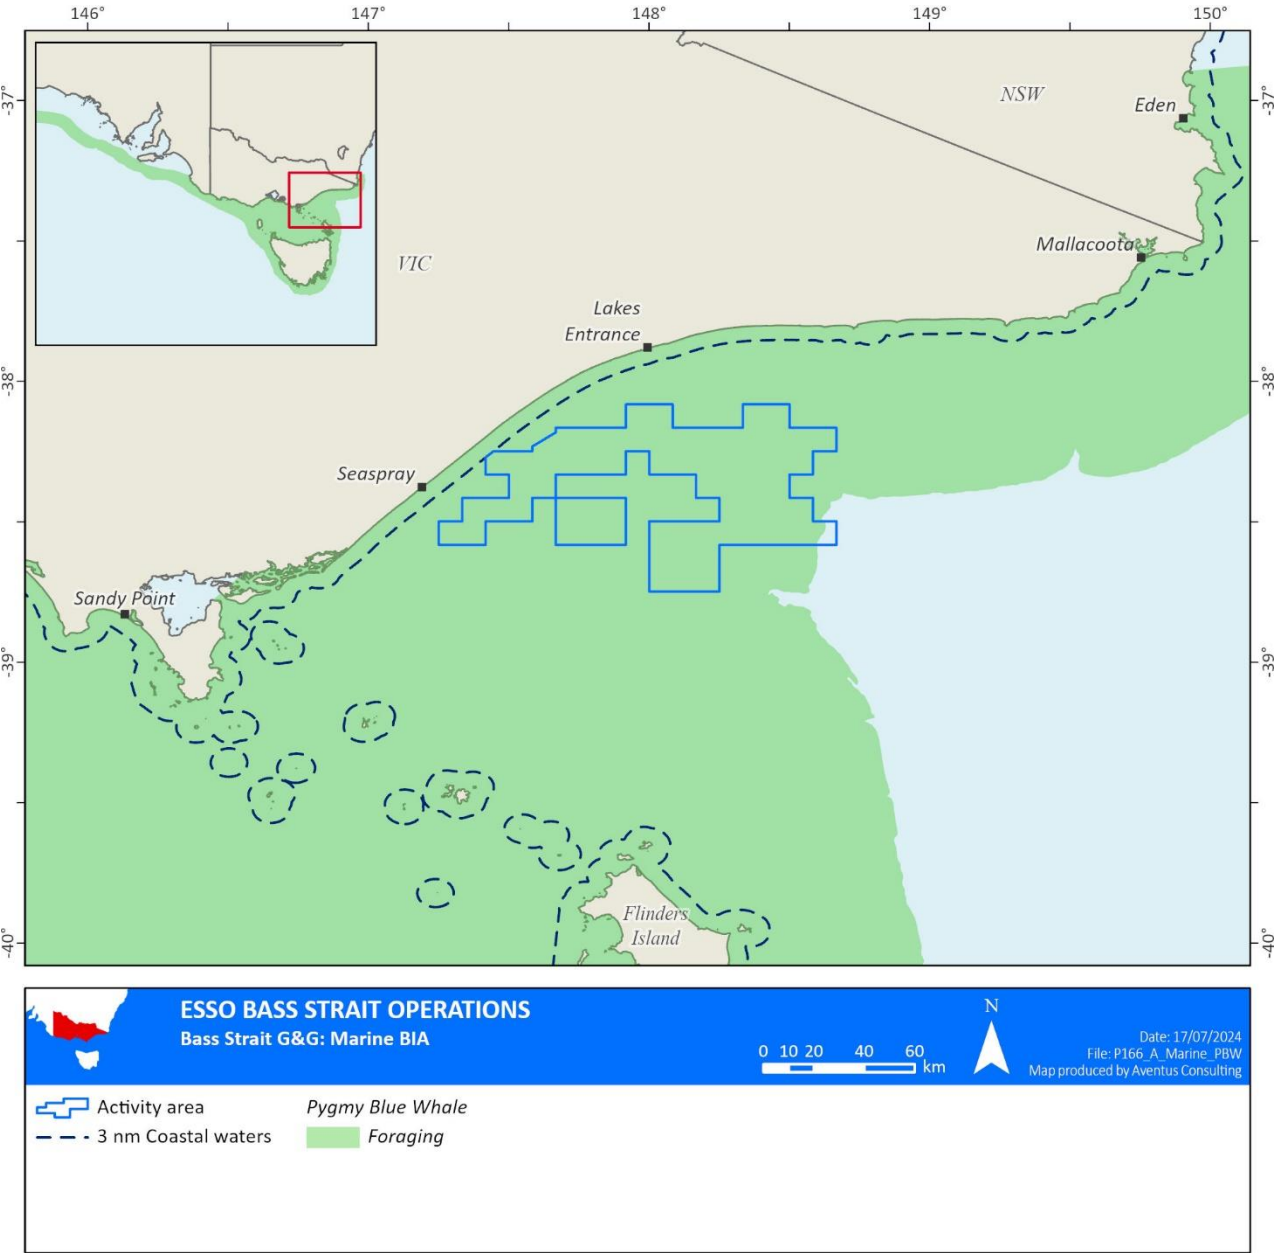 146°
147°
148°
149°
150°
-37°
-37°
NSW
Eden
Mallacoota
VIC
Lakes
Entrance
-38°
-38°
Seaspray
Sandy Point
-39°
-39°
Flinders
Island
-40°
-40°
ESSO BASS STRAIT OPERATIONS
Bass Strait G&G: Marine BIA
0 10 20 40 60
km
N
Date: 17/07/2024
File: P166_A_Marine_PBW
Map produced by Aventus Consulting
Activity area
Pygmy Blue Whale
3 nm Coastal waters
Foraging